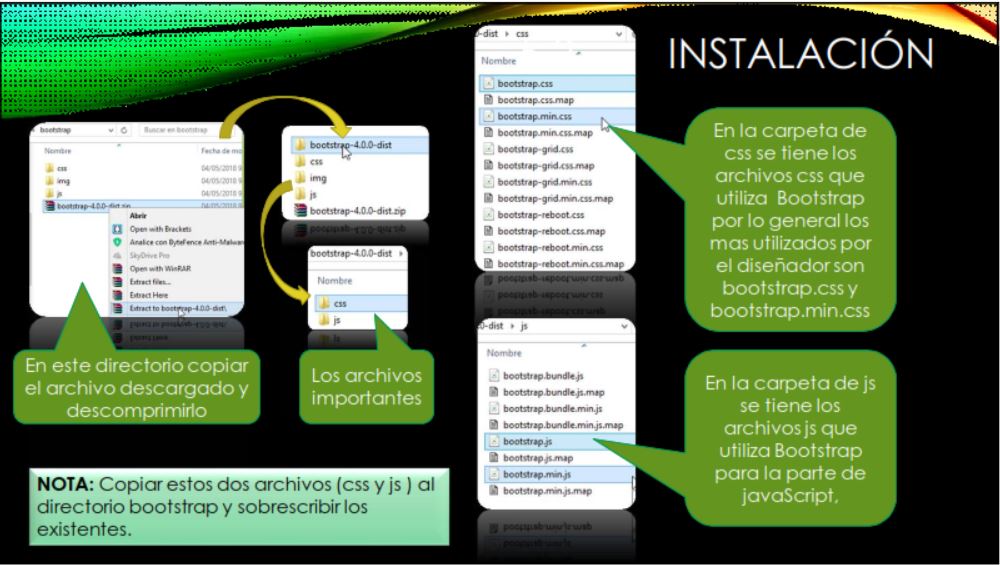 INSTALACIÓN
bootstrap
Buscar en bootstrap
Nombre
Fecha de mo
css
04/05/2018 9
img
04/05/2018 9
js
04/05/2018 9
bootstrap-4.0.0-dist.zip
04/05/2018 9
Abrir
Open with Brackets
Analice con ByteFence Anti-Malware
SkyDrive Pro
Open with WinRAR
Extract files...
Extract Here
Extract to bootstrap-4.0.0-dist\
En este directorio copiar
el archivo descargado y
descomprimirlo
bootstrap-4.0.0-dist
css
img
js
bootstrap-4.0.0-dist.zip
bootstrap-4.0.0-dist
Nombre
css
js
Los archivos
importantes
0-dist › css
Nombre
bootstrap.css
bootstrap.css.map
bootstrap.min.css
bootstrap.min.css.map
bootstrap-grid.css
bootstrap-grid.css.map
bootstrap-grid.min.css
bootstrap-grid.min.css.map
bootstrap-reboot.css
bootstrap-reboot.css.map
bootstrap-reboot.min.css
bootstrap-reboot.min.css.map
En la carpeta de
css se tiene los
archivos css que
utiliza Bootstrap
por lo general los
mas utilizados por
el diseñador son
bootstrap.css y
bootstrap.min.css
0-dist › js
Nombre
bootstrap.bundle.js
bootstrap.bundle.js.map
bootstrap.bundle.min.js
bootstrap.bundle.min.js.map
bootstrap.js
bootstrap.js.map
bootstrap.min.js
bootstrap.min.js.map
En la carpeta de js
se tiene los
archivos js que
utiliza Bootstrap
para la parte de
javaScript,
NOTA: Copiar estos dos archivos (css y js ) al
directorio bootstrap y sobrescribir los
existentes.